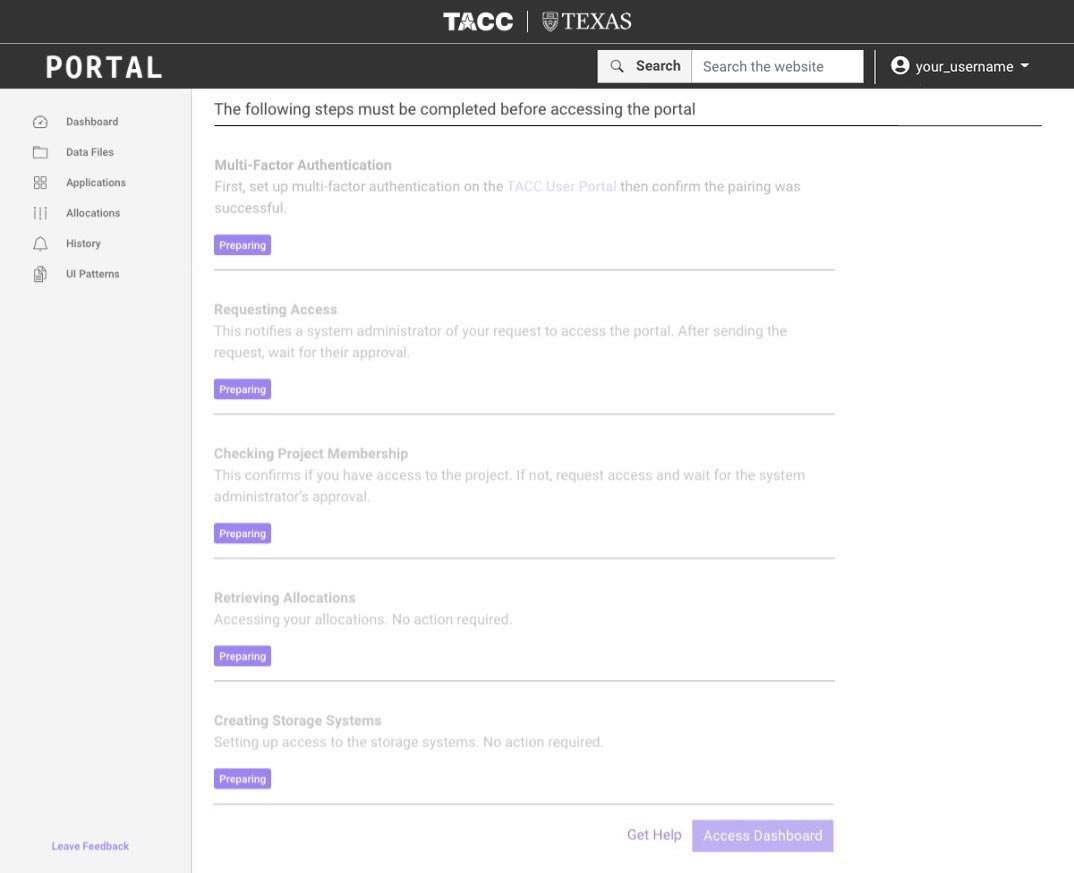 TACC TEXAS
PORTAL
Search
Search the website
your_username
Dashboard
Data Files
Applications
Allocations
History
UI Patterns
Leave Feedback
The following steps must be completed before accessing the portal
Multi-Factor Authentication
First, set up multi-factor authentication on the TACC User Portal then confirm the pairing was
successful.
Preparing
Requesting Access
This notifies a system administrator of your request to access the portal. After sending the
request, wait for their approval.
Preparing
Checking Project Membership
This confirms if you have access to the project. If not, request access and wait for the system
administrator's approval.
Preparing
Retrieving Allocations
Accessing your allocations. No action required.
Preparing
Creating Storage Systems
Setting up access to the storage systems. No action required.
Preparing
Get Help
Access Dashboard